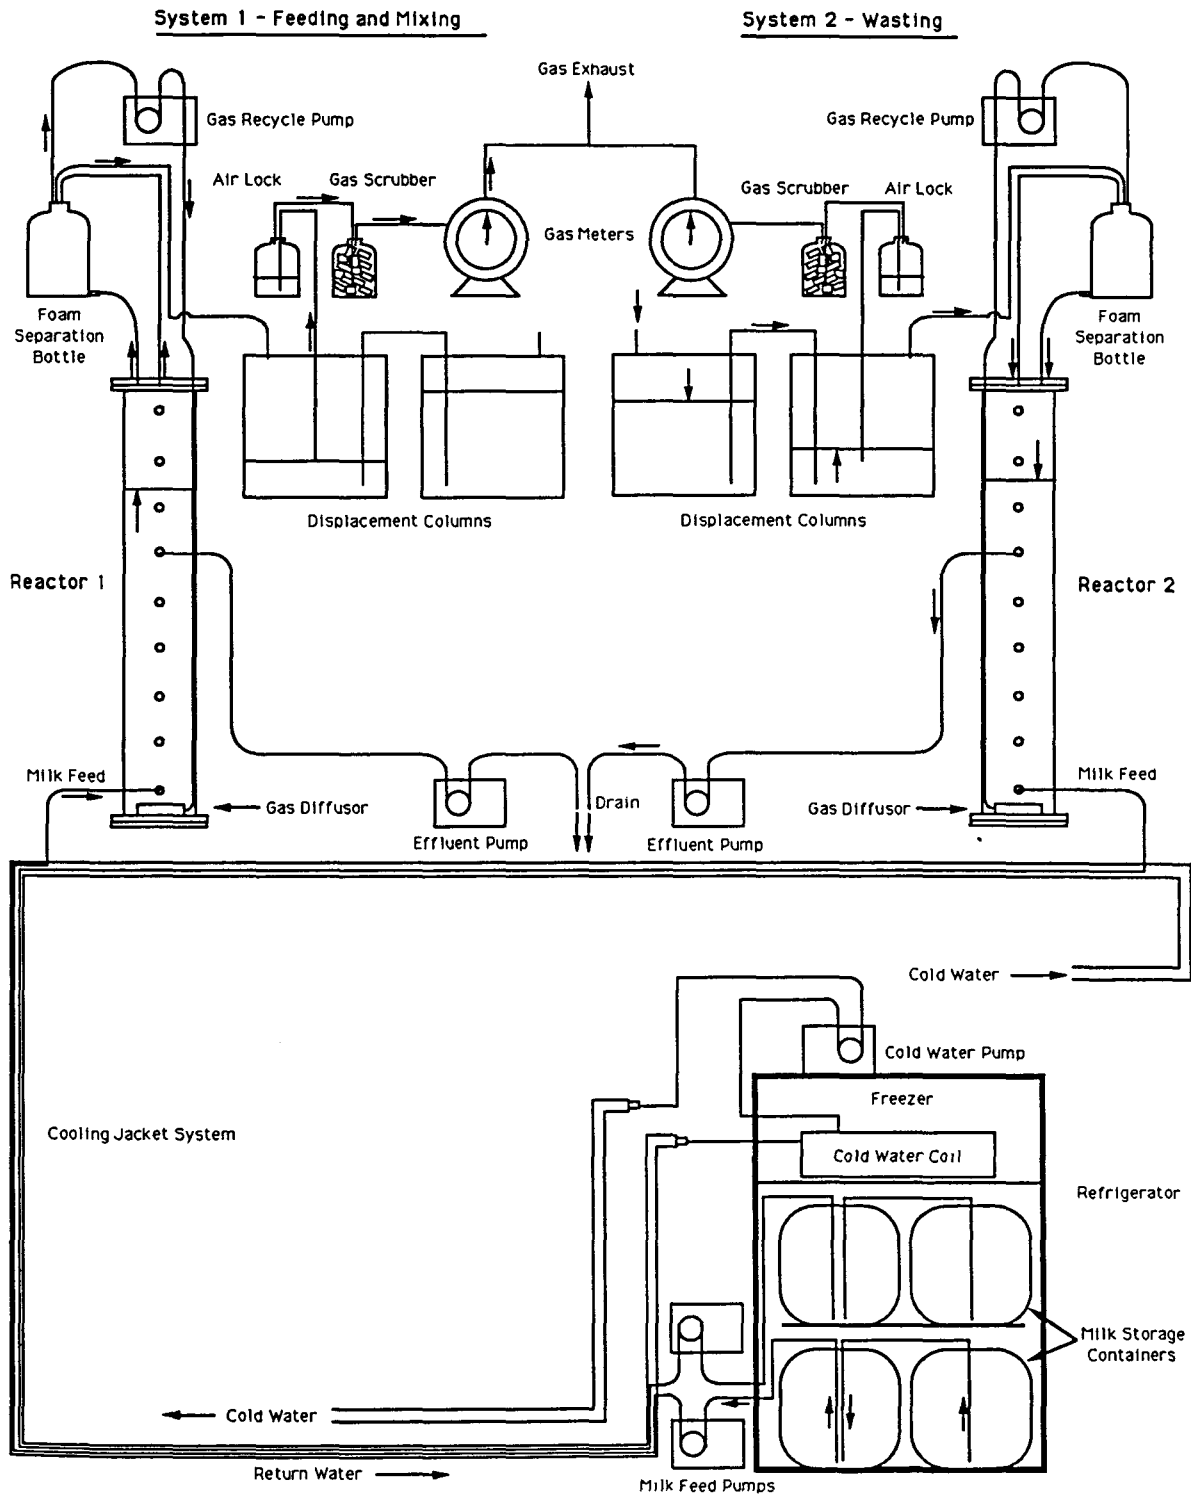 System 1 - Feeding and Mixing
System 2 - Wasting
Gas Exhaust
Gas Recycle Pump
Gas Recycle Pump
Air Lock
Gas Scrubber
Gas Scrubber
Air Lock
Gas Meters
Foam
Separation
Bottle
Foam
Separation
Bottle
Displacement Columns
Displacement Columns
Reactor 1
Reactor 2
Milk Feed
Milk Feed
Gas Diffusor
Drain
Gas Diffusor
Effluent Pump
Effluent Pump
Cold Water
Cold Water Pump
Freezer
Cooling Jacket System
Cold Water Coil
Refrigerator
Milk Storage
Containers
Cold Water
Return Water
Milk Feed Pumps